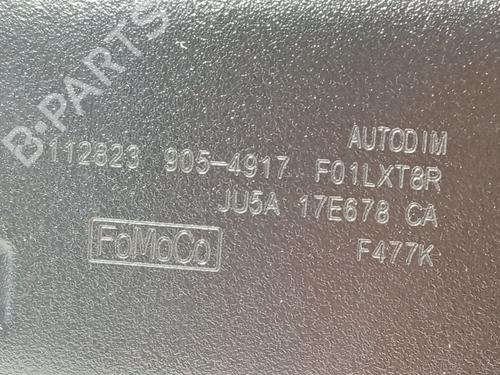 B-PARTS
AUTODIM
112823 905-4917 F01LXT8R
JU5A 17E678 CA
FoMoCo F477K